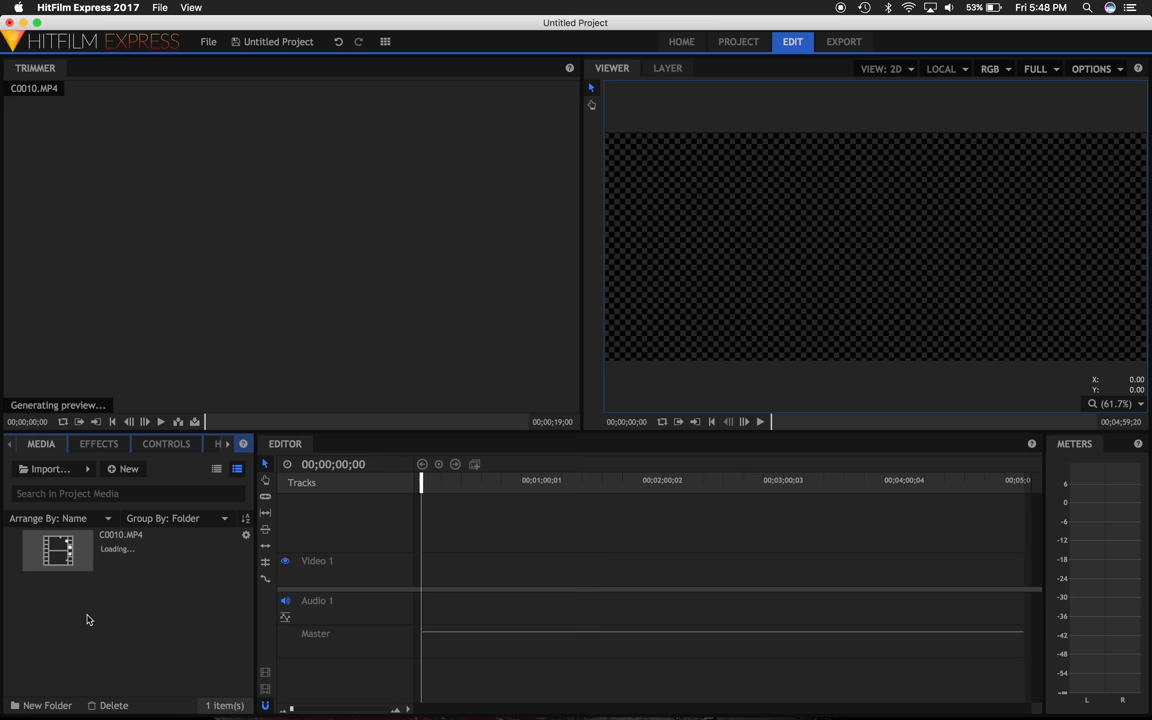 HitFilm Express 2017 File View 53% Fri 5:48 PM
Untitled Project
HITFILM EXPRESS File Untitled Project HOME PROJECT EDIT EXPORT
TRIMMER VIEWER LAYER VIEW: 2D LOCAL RGB FULL OPTIONS
C0010.MP4
X: 0.00
Y: 0.00
Generating preview... (61.7%)
00;00;00;00 00;00;19;00 00;00;00;00 00;04;59;20
MEDIA EFFECTS CONTROLS H EDITOR METERS
Import... New 00;00;00;00
Tracks 00;01;00;01 00;02;00;02 00;03;00;03 00;04;00;04 00;05;0
Search in Project Media
Arrange By: Name Group By: Folder
C0010.MP4
Loading...
Video 1
Audio 1
Master
6
0
-6
-12
-18
-24
-30
-36
-42
-48
-54
-∞
L R
New Folder Delete 1 item(s)